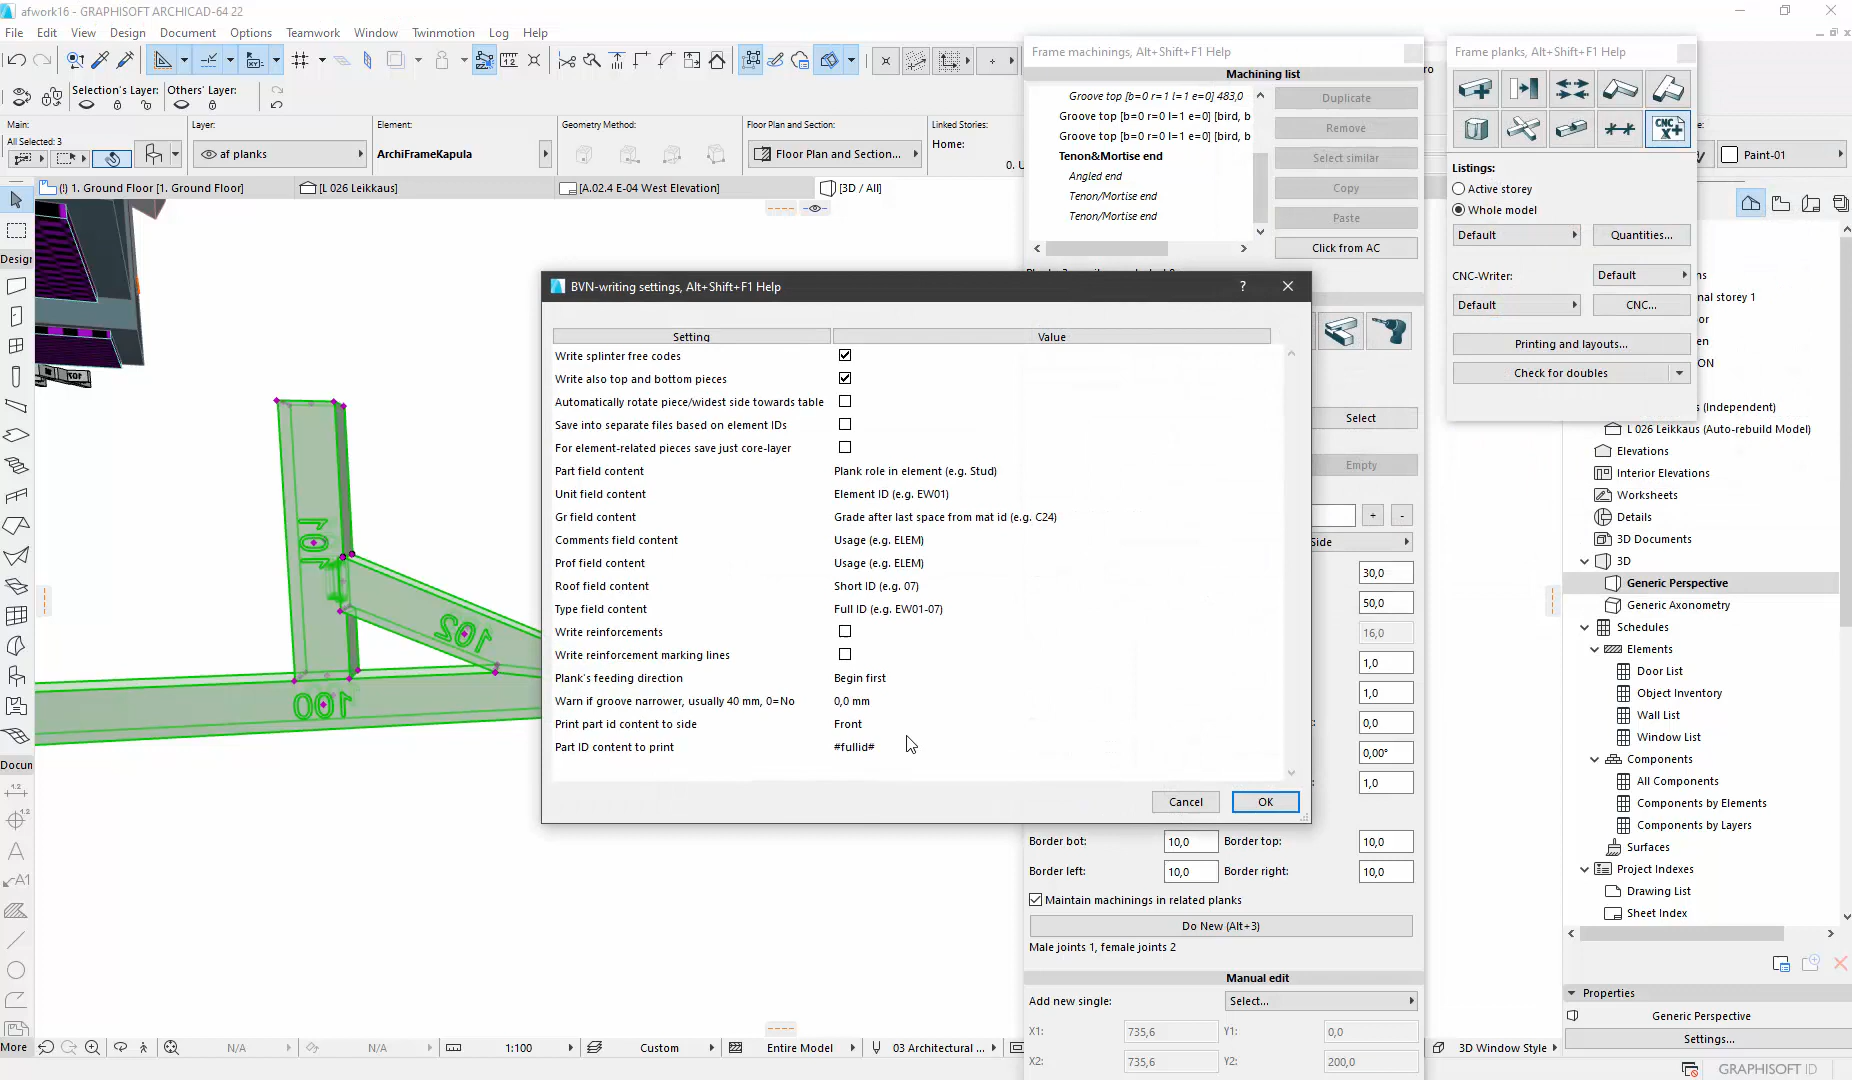 afwork16 - GRAPHISOFT ARCHICAD-64 22
File Edit View Design Document Options Teamwork Window Twinmotion Log Help
Selection's Layer: Others' Layer:
Main: Layer: Element: Geometry Method: Floor Plan and Section: Linked Stories:
All Selected: 3 af planks ArchiFrameKapula Floor Plan and Section... Home:
Paint-01
(!) 1. Ground Floor [1. Ground Floor] [L 026 Leikkaus] [A.02.4 E-04 West Elevation] [3D / All]
Design
101
102
100
Docum
More
Frame machinings, Alt+Shift+F1 Help
Machining list
Groove top [b=0 r=1 l=1 e=0] 483,0
Groove top [b=0 r=0 l=1 e=0] [bird, b
Groove top [b=0 r=0 l=1 e=0] [bird, b
Tenon&Mortise end
Angled end
Tenon/Mortise end
Tenon/Mortise end
Duplicate
Remove
Select similar
Copy
Paste
Click from AC
Select
Empty
+ -
Side
30,0
50,0
16,0
1,0
1,0
0,0
0,00°
1,0
Border bot: 10,0 Border top: 10,0
Border left: 10,0 Border right: 10,0
Maintain machinings in related planks
Do New (Alt+3)
Male joints 1, female joints 2
Manual edit
Add new single: Select...
X1: 735,6 Y1: 0,0
X2: 735,6 Y2: 200,0
Frame planks, Alt+Shift+F1 Help
CNC
X+
Listings:
Active storey
Whole model
Default Quantities...
CNC-Writer: Default
Default CNC...
Printing and layouts...
Check for doubles
BVN-writing settings, Alt+Shift+F1 Help
?
Setting Value
Write splinter free codes
Write also top and bottom pieces
Automatically rotate piece/widest side towards table
Save into separate files based on element IDs
For element-related pieces save just core-layer
Part field content Plank role in element (e.g. Stud)
Unit field content Element ID (e.g. EW01)
Gr field content Grade after last space from mat id (e.g. C24)
Comments field content Usage (e.g. ELEM)
Prof field content Usage (e.g. ELEM)
Roof field content Short ID (e.g. 07)
Type field content Full ID (e.g. EW01-07)
Write reinforcements
Write reinforcement marking lines
Plank's feeding direction Begin first
Warn if groove narrower, usually 40 mm, 0=No 0,0 mm
Print part id content to side Front
Part ID content to print #fullid#
Cancel OK
storey 1
(Independent)
L 026 Leikkaus (Auto-rebuild Model)
Elevations
Interior Elevations
Worksheets
Details
3D Documents
3D
Generic Perspective
Generic Axonometry
Schedules
Elements
Door List
Object Inventory
Wall List
Window List
Components
All Components
Components by Elements
Components by Layers
Surfaces
Project Indexes
Drawing List
Sheet Index
Properties
Generic Perspective
Settings...
N/A N/A 1:100 Custom Entire Model 03 Architectural ... 3D Window Style
GRAPHISOFT ID